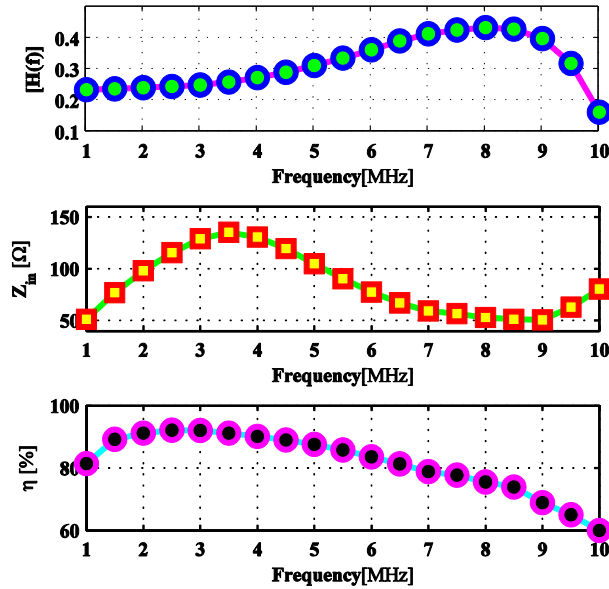 [H(f)]
0.4
0.3
0.2
0.1
1 2 3 4 5 6 7 8 9 10
Frequency[MHz]
Z_in [Ω]
150
100
50
1 2 3 4 5 6 7 8 9 10
Frequency[MHz]
η [%]
100
80
60
1 2 3 4 5 6 7 8 9 10
Frequency[MHz]